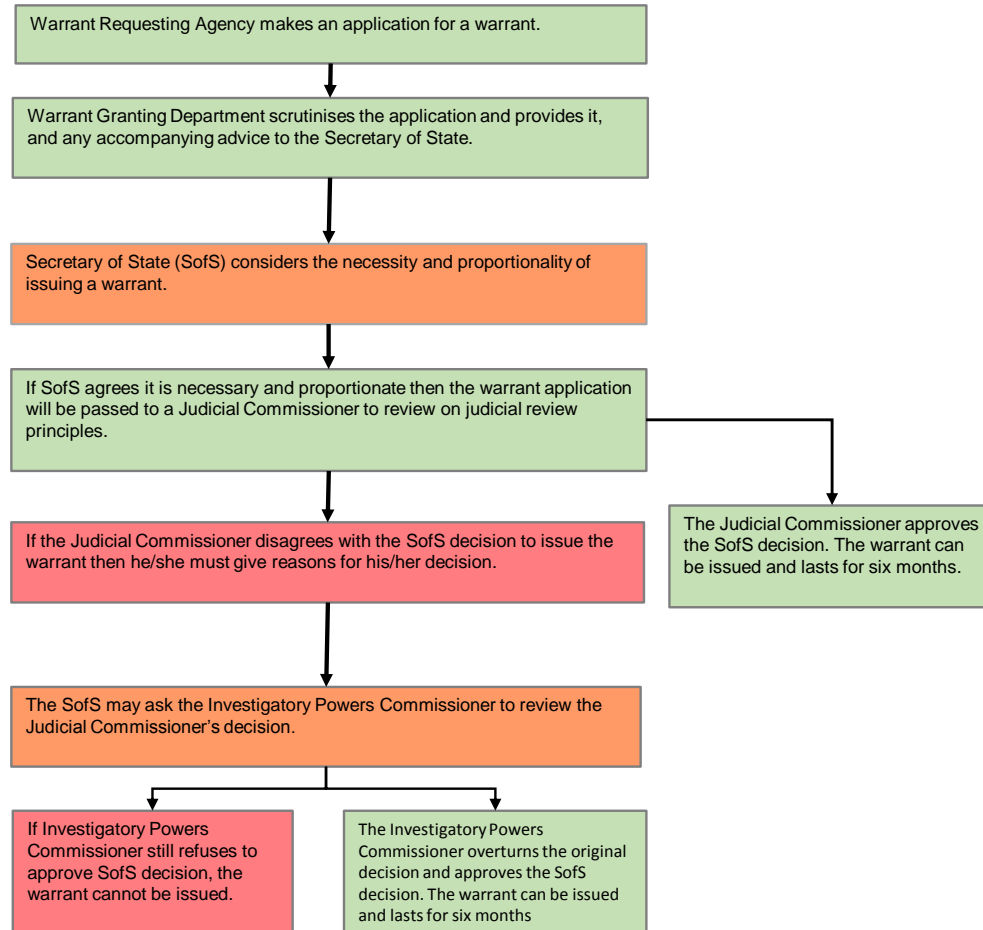 Warrant Requesting Agency makes an application for a warrant.
Warrant Granting Department scrutinises the application and provides it,
and any accompanying advice to the Secretary of State.
Secretary of State (SofS) considers the necessity and proportionality of
issuing a warrant.
If SofS agrees it is necessary and proportionate then the warrant application
will be passed to a Judicial Commissioner to review on judicial review
principles.
The Judicial Commissioner approves
the SofS decision. The warrant can
be issued and lasts for six months.
If the Judicial Commissioner disagrees with the SofS decision to issue the
warrant then he/she must give reasons for his/her decision.
The SofS may ask the Investigatory Powers Commissioner to review the
Judicial Commissioner’s decision.
If Investigatory Powers
Commissioner still refuses to
approve SofS decision, the
warrant cannot be issued.
The Investigatory Powers
Commissioner overturns the original
decision and approves the SofS
decision. The warrant can be issued
and lasts for six months